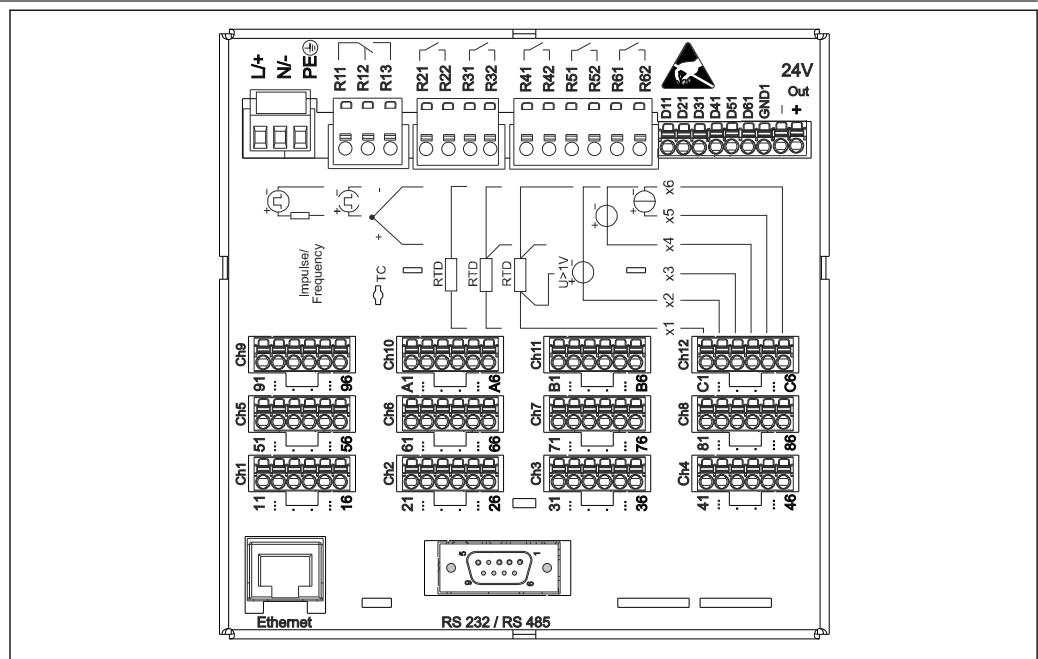 L/+ N/- PE
R11 R12 R13
R21 R22 R31 R32
R41 R42 R51 R52 R61 R62
24V
Out
D11 D21 D31 D41 D51 D61 GND1 - +
- + - + - +
Impulse/
Frequency
TC
RTD RTD RTD
U>1V
- + - + - +
x6
x5
x4
x3
x2
x1
Ch9 Ch10 Ch11 Ch12
91 ... . . ... 96 A1 ... . . ... A6 B1 ... . . ... B6 C1 ... . . ... C6
Ch5 Ch6 Ch7 Ch8
51 ... . . ... 56 61 ... . . ... 66 71 ... . . ... 76 81 ... . . ... 86
Ch1 Ch2 Ch3 Ch4
11 ... . . ... 16 21 ... . . ... 26 31 ... . . ... 36 41 ... . . ... 46
5 1
9 6
Ethernet RS 232 / RS 485